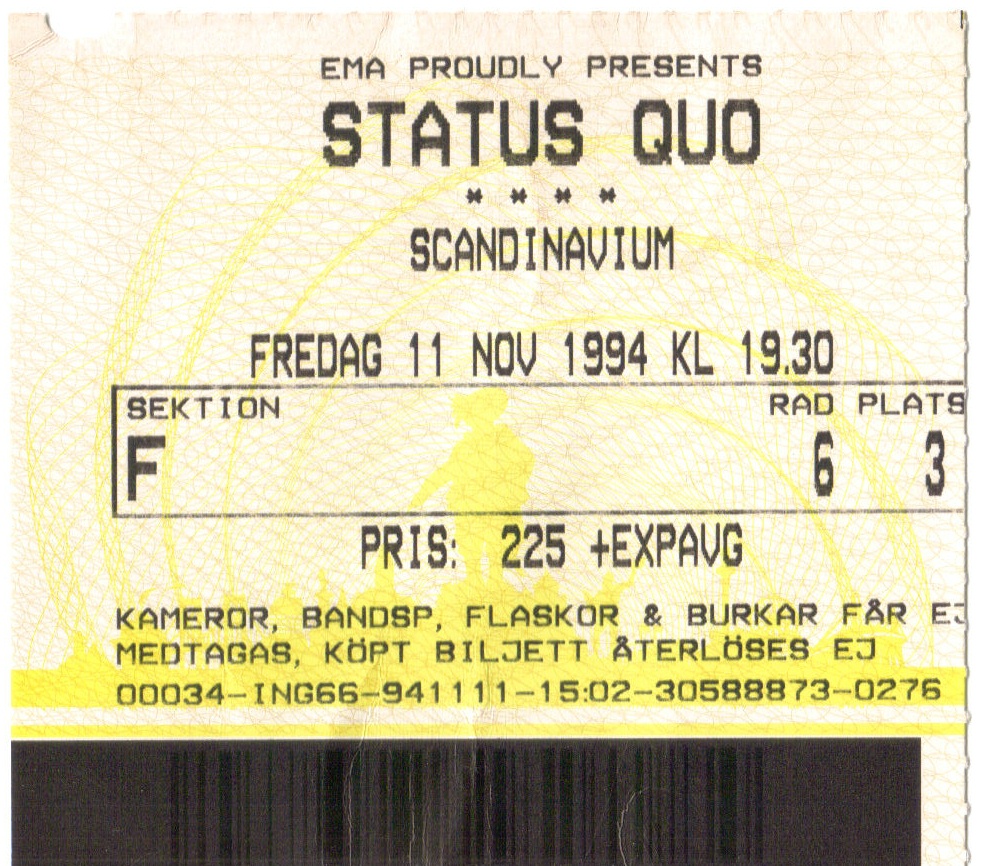 EMA PROUDLY PRESENTS
STATUS QUO
* * * *
SCANDINAVIUM
FREDAG 11 NOV 1994 KL 19.30
SEKTION RAD PLATS
F 6 3
PRIS: 225 +EXPAVG
KAMEROR, BANDSP, FLASKOR & BURKAR FÅR EJ
MEDTAGAS, KÖPT BILJETT ÅTERLÖSES EJ
00034-ING66-941111-15:02-30588873-0276